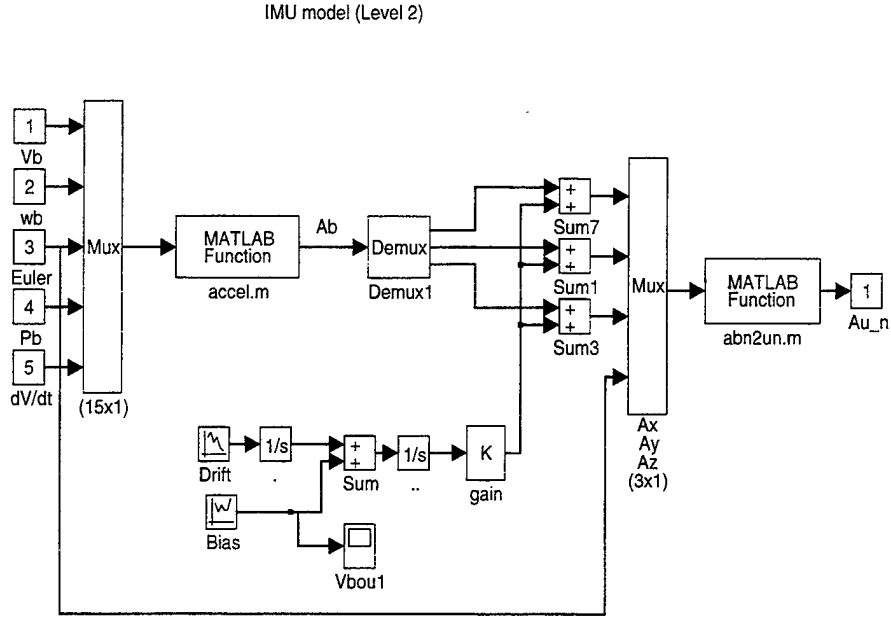 IMU model (Level 2)
1
Vb
2
wb
3
Euler
4
Pb
5
dV/dt
Mux
(15x1)
MATLAB
Function
accel.m
Ab
Demux
Demux1
+
+
Sum7
+
+
Sum1
+
+
Sum3
Mux
Ax
Ay
Az
(3x1)
MATLAB
Function
abn2un.m
1
Au_n
Drift
1/s
.
+
+
Sum
1/s
..
K
gain
Bias
Vbou1